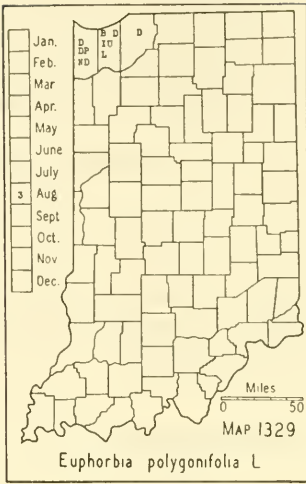 Jan.
Feb.
Mar
Apr.
May
June
July
3 Aug
Sept
Oct.
Nov
Dec.
D B D D
DP IU
ND L
Miles
0 50
MAP 1329
Euphorbia polygonifolia L